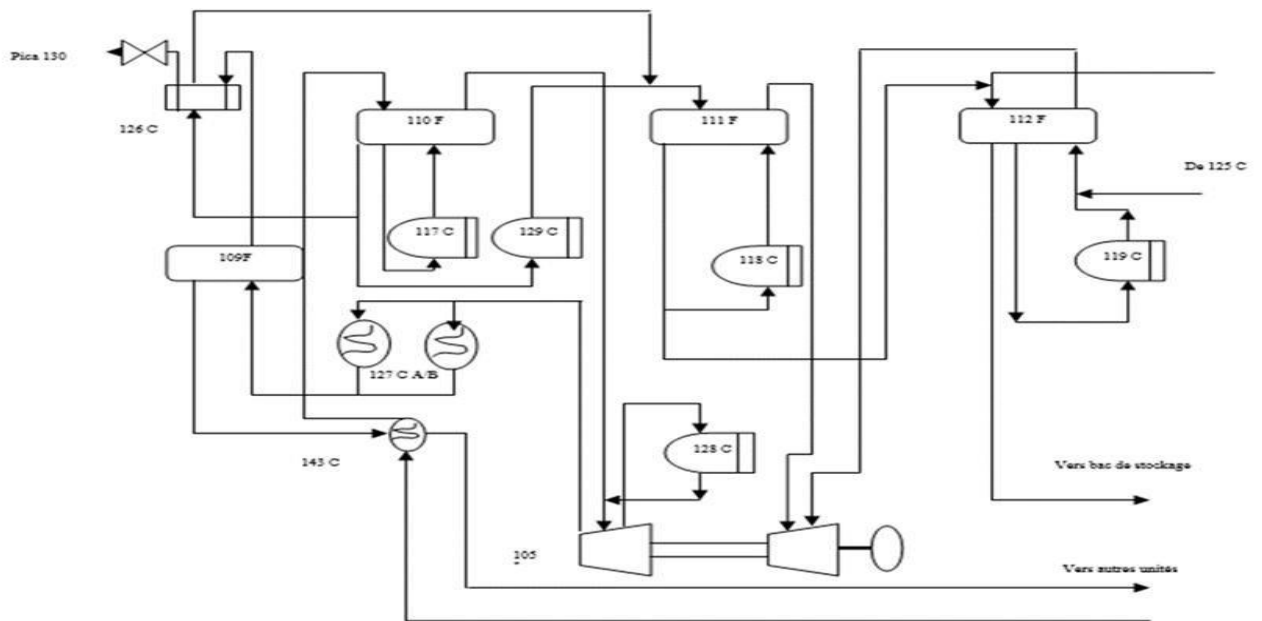 Pica 130
126 C
110 F
111 F
112 F
De 125 C
117 C
129 C
109F
118 C
119 C
127 C A/B
128 C
143 C
Vers bac de stockage
105
Vers autres unités